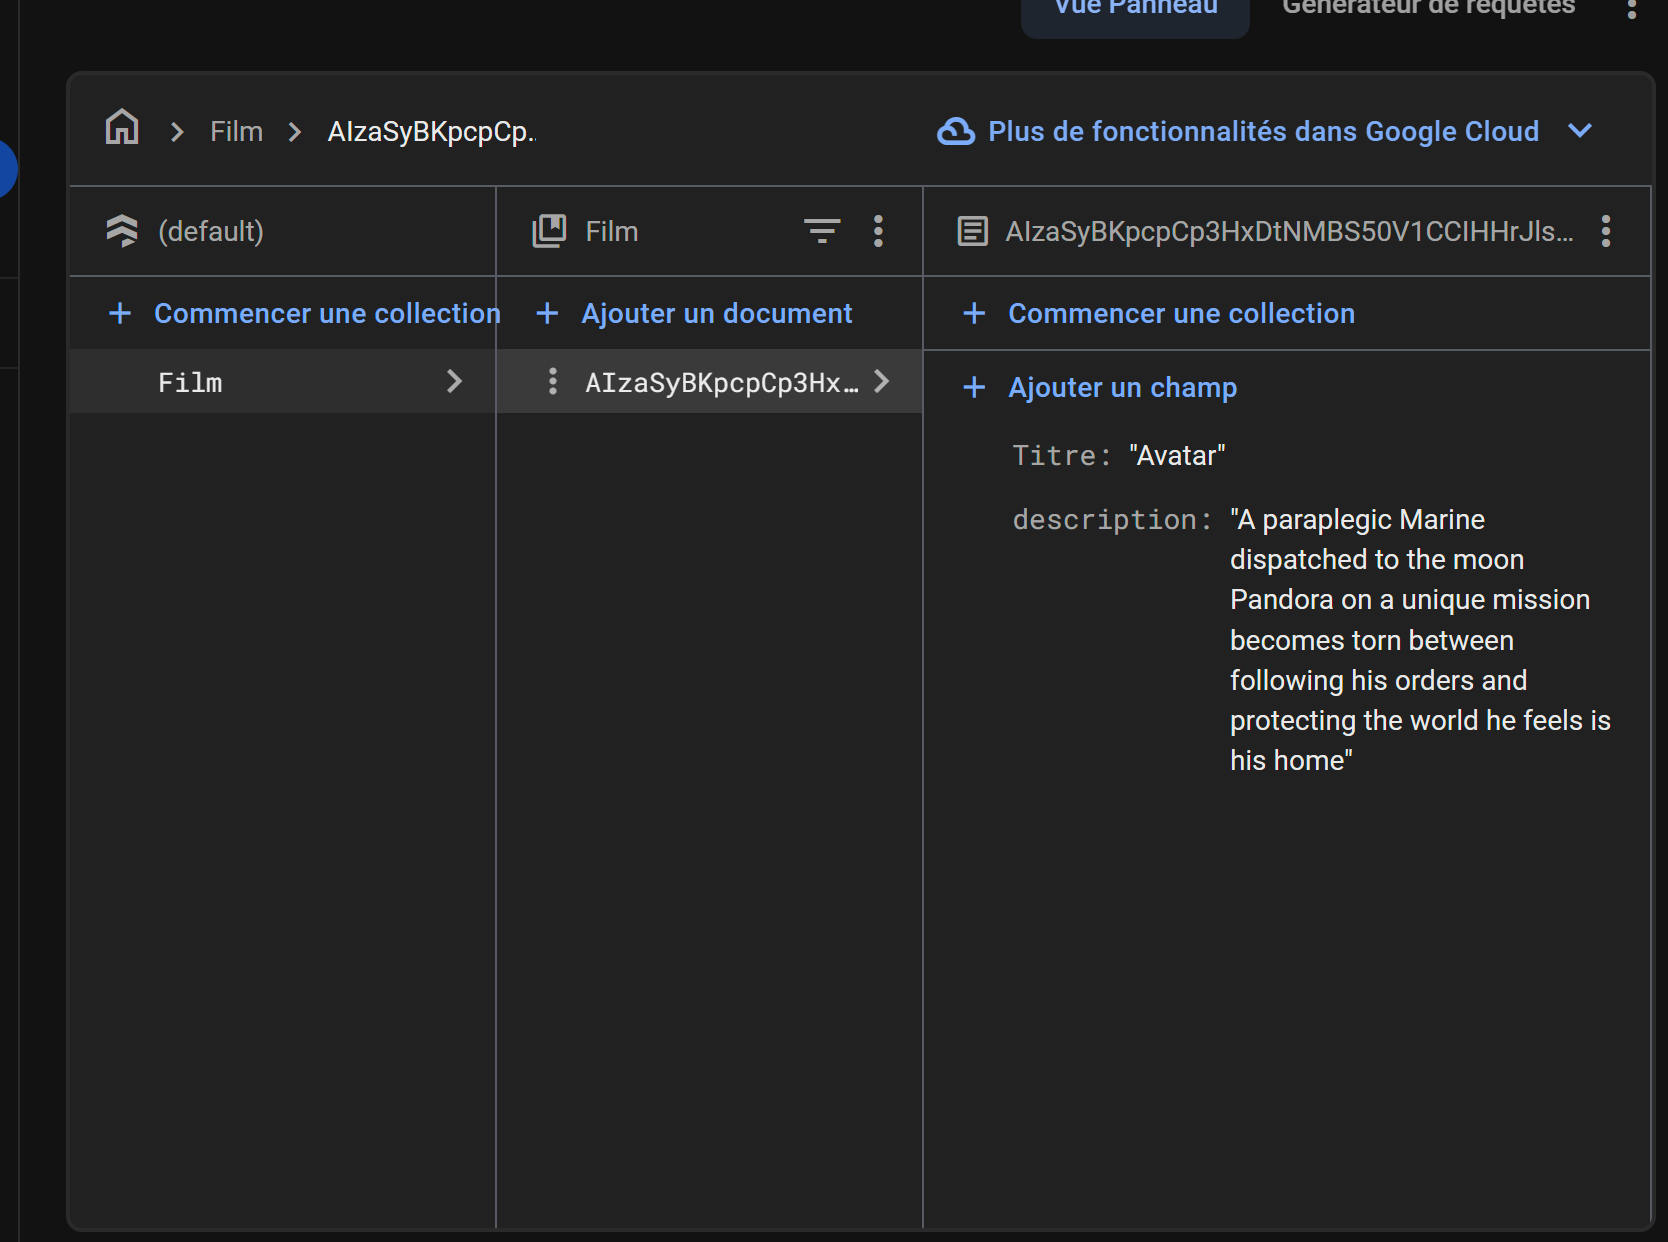 Vue Panneau
Générateur de requêtes
Film
AIzaSyBKpcpCp..
Plus de fonctionnalités dans Google Cloud
(default)
Film
AIzaSyBKpcpCp3HxDtNMBS50V1CCIHHrJls...
Commencer une collection
Ajouter un document
Commencer une collection
Film
AIzaSyBKpcpCp3Hx…
Ajouter un champ
Titre: "Avatar"
description: "A paraplegic Marine
dispatched to the moon
Pandora on a unique mission
becomes torn between
following his orders and
protecting the world he feels is
his home"